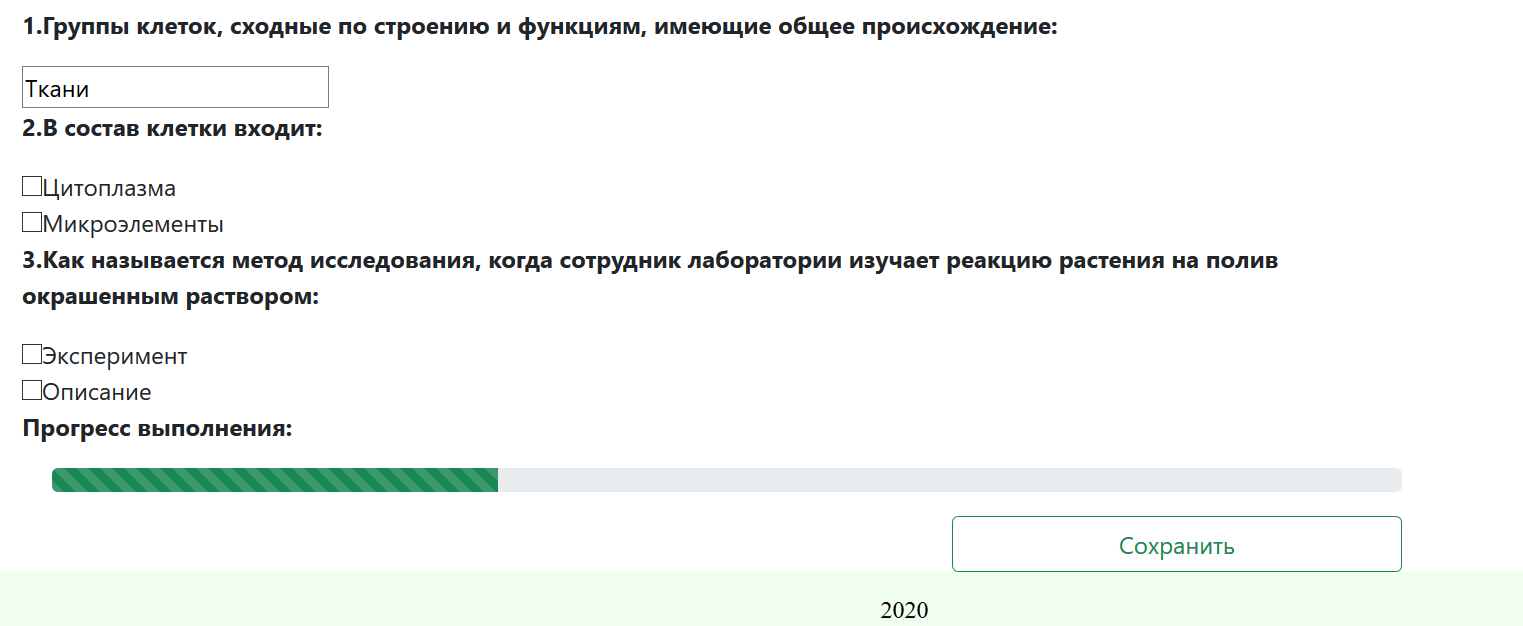 1.Группы клеток, сходные по строению и функциям, имеющие общее происхождение:
Ткани
2.В состав клетки входит:
Цитоплазма
Микроэлементы
3.Как называется метод исследования, когда сотрудник лаборатории изучает реакцию растения на полив
окрашенным раствором:
Эксперимент
Описание
Прогресс выполнения:
Сохранить
2020